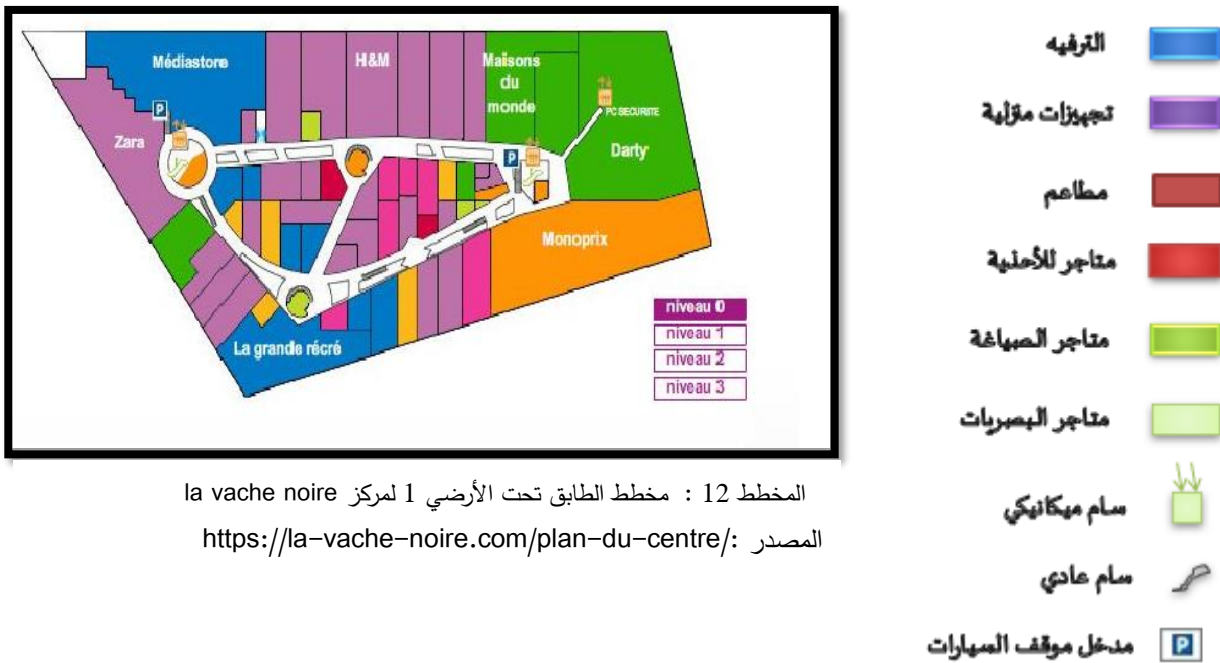 Médiastore
HI&M
Maiisons
du
monde
PC SECURITE
P
Zara
P
Darty
Monoprix
La grande récré
niveau 0
niveau 1
niveau 2
niveau 3
المخطط 12 : مخطط الطابق تحت الأرضي 1 لمركز la vache noire
المصدر :/https://la-vache-noire.com/plan-du-centre
الترفيه
تجهيزات منزلية
مطاعم
متاجر للأحذية
متاجر الصياغة
متاجر البصريات
سام ميكانيكي
سام عادي
مدخل موقف السيارات
P